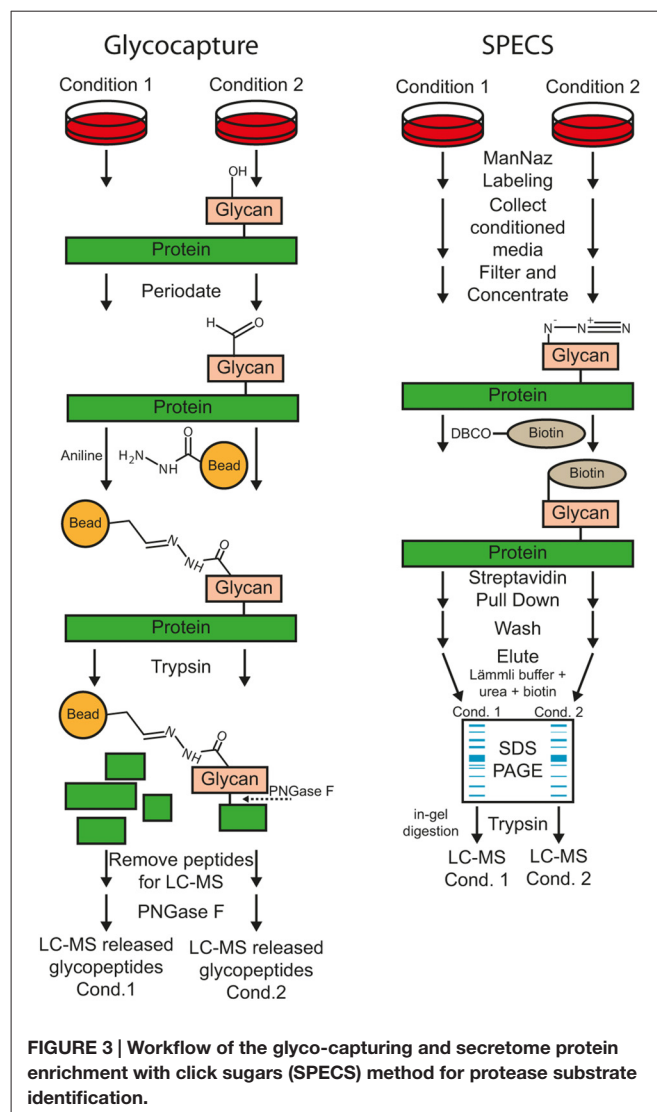 Glycocapture
Condition 1
Condition 2
OH
Glycan
Protein
Periodate
H
O
Glycan
Protein
Aniline
H2N
NH
O
Bead
Bead
N
NH
O
Glycan
Protein
Trypsin
Bead
N
NH
O
Glycan
PNGase F
Remove peptides
for LC-MS
PNGase F
LC-MS released
glycopeptides
Cond.1
LC-MS released
glycopeptides
Cond.2
SPECS
Condition 1
Condition 2
ManNaz
Labeling
Collect
conditioned
media
Filter and
Concentrate
N- N+ N
Glycan
Protein
DBCO
Biotin
Biotin
Glycan
Protein
Streptavidin
Pull Down
Wash
Elute
Lämmli buffer +
urea + biotin
Cond. 1
Cond. 2
SDS
PAGE
in-gel
digestion
Trypsin
LC-MS
Cond. 1
LC-MS
Cond. 2
FIGURE 3 | Workflow of the glyco-capturing and secretome protein
enrichment with click sugars (SPECS) method for protease substrate
identification.